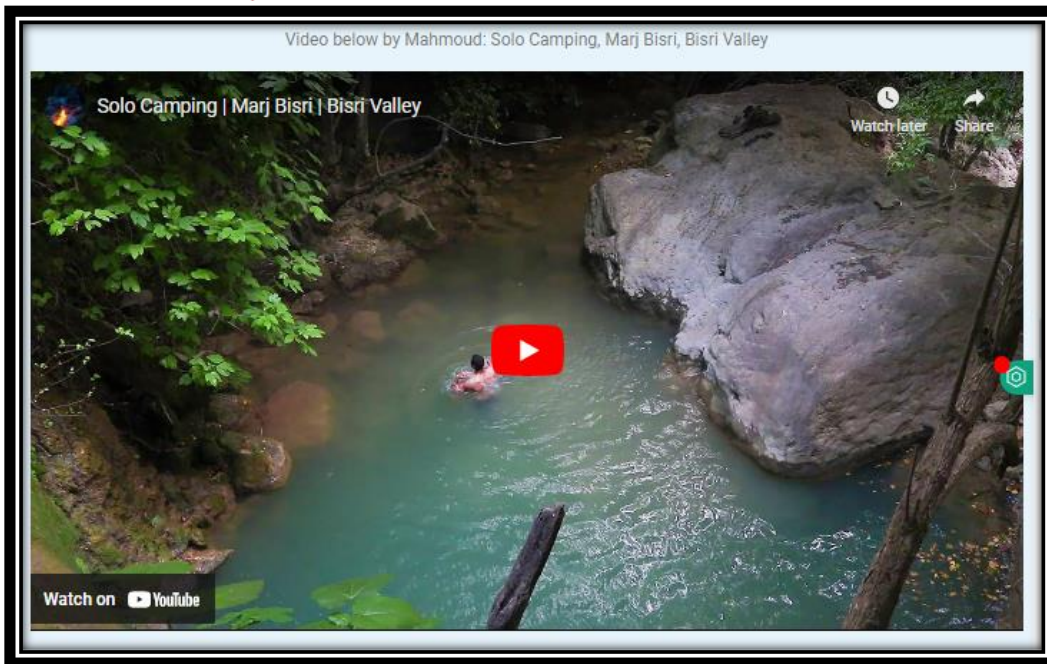 Video below by Mahmoud: Solo Camping, Marj Bisri, Bisri Valley
Solo Camping | Marj Bisri | Bisri Valley
Watch later
Share
Watch on YouTube